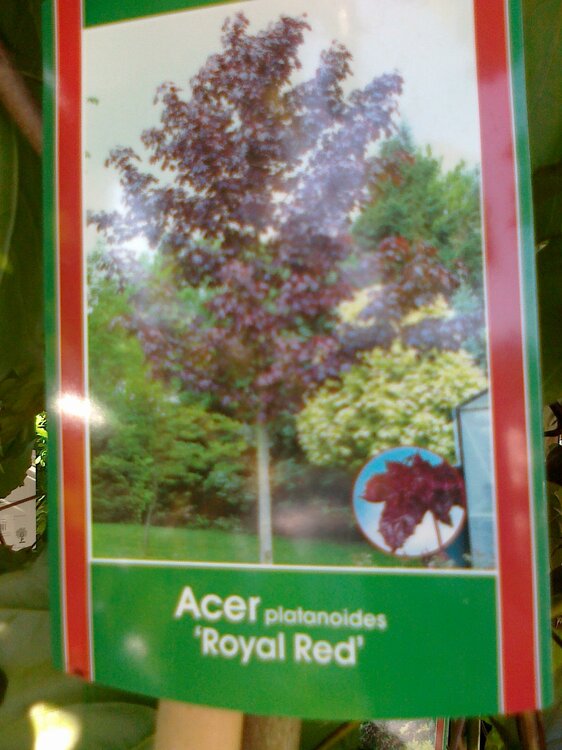 Acer platanoides
'Royal Red'